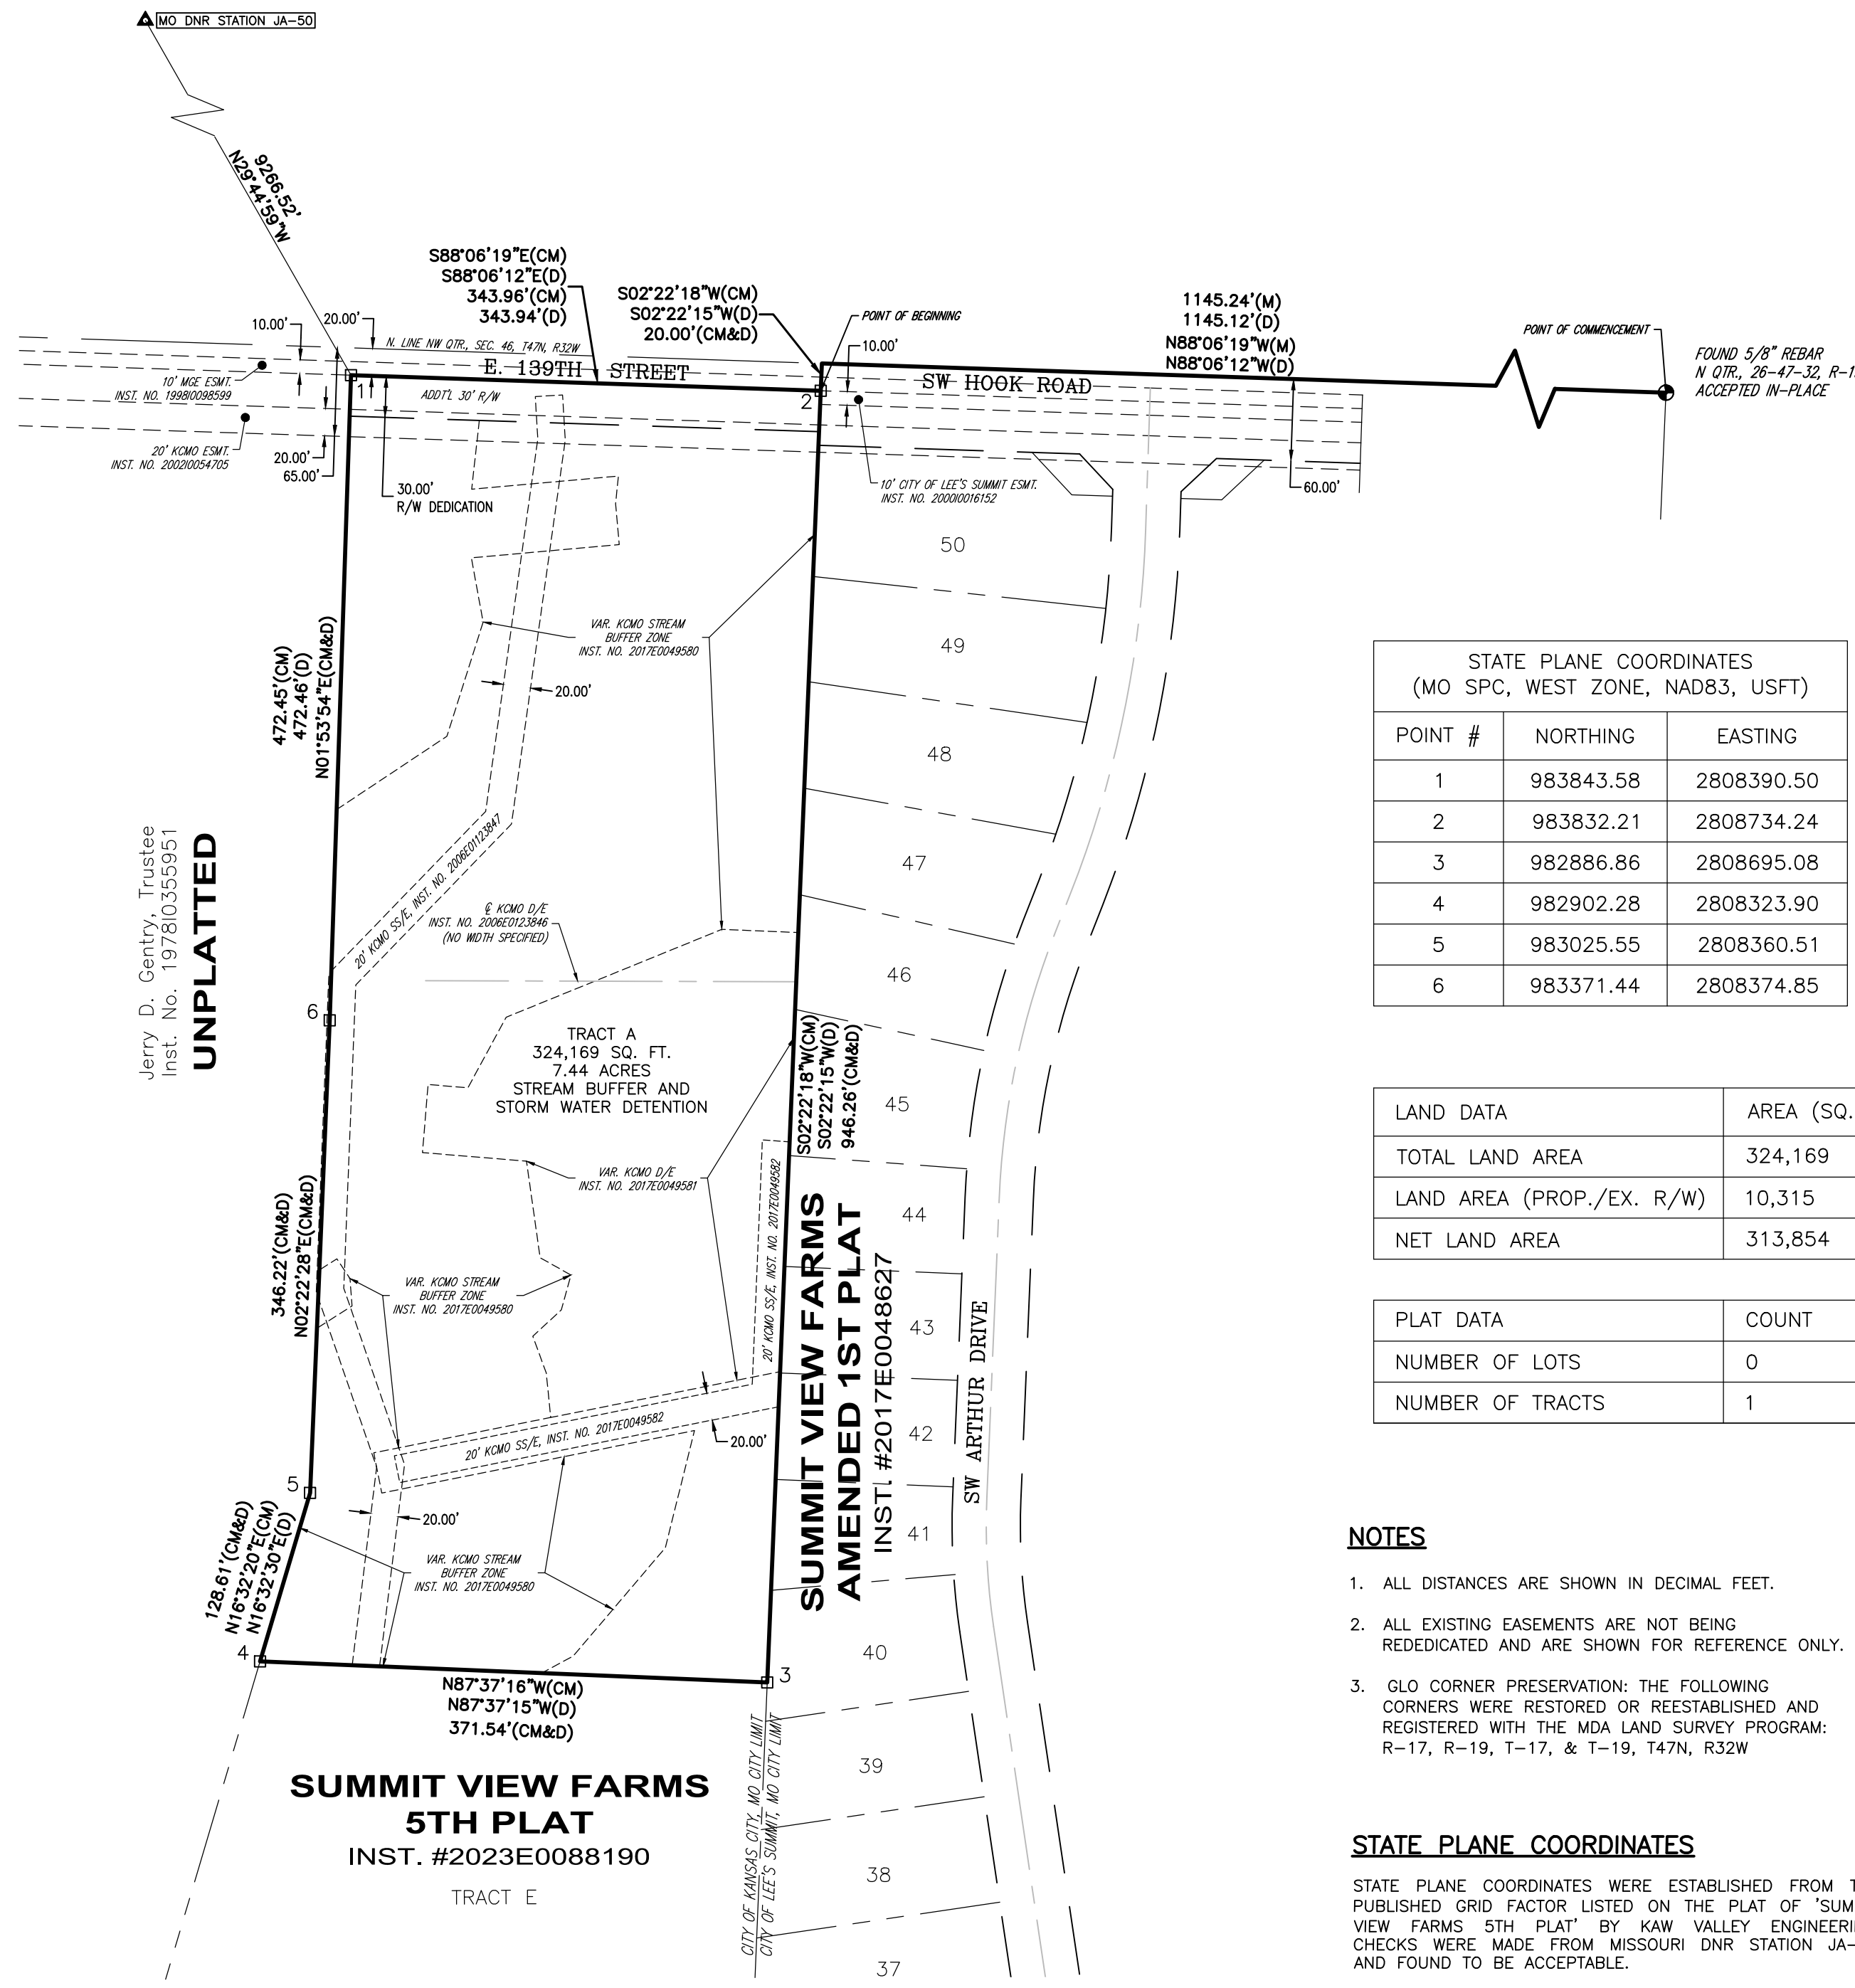 MO DNR STATION JA-50
9266.52'
N29°44'59"W
S88°06'19"E(CM)
S88°06'12"E(D)
343.96'(CM)
343.94'(D)
S02°22'18"W(CM)
S02°22'15"W(D)
20.00'(CM&D)
POINT OF BEGINNING
1145.24'(M)
1145.12'(D)
N88°06'19"W(M)
N88°06'12"W(D)
POINT OF COMMENCEMENT
FOUND 5/8" REBAR
N QTR., 26-47-32, R-1
ACCEPTED IN-PLACE
10.00'
20.00'
N. LINE NW QTR., SEC. 46, T47N, R32W
E. 139TH STREET
10.00'
SW HOOK ROAD
10' MGE ESMT.
INST. NO. 1998I0098599
1
ADDT'L 30' R/W
2
20' KCMO ESMT.
INST. NO. 2002I0054705
20.00'
65.00'
30.00'
R/W DEDICATION
10' CITY OF LEE'S SUMMIT ESMT.
INST. NO. 2000I0016152
60.00'
50
49
48
47
46
45
44
43
42
41
40
39
38
37
VAR. KCMO STREAM
BUFFER ZONE
INST. NO. 2017E0049580
20.00'
472.45'(CM)
472.46'(D)
N01°53'54"E(CM&D)
Jerry D. Gentry, Trustee
Inst. No. 1978I0355951
UNPLATTED
20' KCMO SS/E, INST. NO. 2006E01123847
℄ KCMO D/E
INST. NO. 2006E0123846
(NO WIDTH SPECIFIED)
6
TRACT A
324,169 SQ. FT.
7.44 ACRES
STREAM BUFFER AND
STORM WATER DETENTION
S02°22'18"W(CM)
S02°22'15"W(D)
946.26'(CM&D)
VAR. KCMO D/E
INST. NO. 2017E0049581
20' KCMO SS/E, INST. NO. 2017E0049582
346.22'(CM&D)
N02°22'28"E(CM&D)
VAR. KCMO STREAM
BUFFER ZONE
INST. NO. 2017E0049580
SUMMIT VIEW FARMS
AMENDED 1ST PLAT
INST. #2017E0048627
SW ARTHUR DRIVE
20' KCMO SS/E, INST. NO. 2017E0049582
20.00'
5
20.00'
128.61'(CM&D)
N16°32'20"E(CM)
N16°32'30"E(D)
VAR. KCMO STREAM
BUFFER ZONE
INST. NO. 2017E0049580
4
3
N87°37'16"W(CM)
N87°37'15"W(D)
371.54'(CM&D)
SUMMIT VIEW FARMS
5TH PLAT
INST. #2023E0088190
TRACT E
CITY OF KANSAS CITY, MO CITY LIMIT
CITY OF LEE'S SUMMIT, MO CITY LIMIT
STATE PLANE COORDINATES
(MO SPC, WEST ZONE, NAD83, USFT)
POINT # NORTHING EASTING
1 983843.58 2808390.50
2 983832.21 2808734.24
3 982886.86 2808695.08
4 982902.28 2808323.90
5 983025.55 2808360.51
6 983371.44 2808374.85
LAND DATA AREA (SQ.
TOTAL LAND AREA 324,169
LAND AREA (PROP./EX. R/W) 10,315
NET LAND AREA 313,854
PLAT DATA COUNT
NUMBER OF LOTS 0
NUMBER OF TRACTS 1
NOTES
1. ALL DISTANCES ARE SHOWN IN DECIMAL FEET.
2. ALL EXISTING EASEMENTS ARE NOT BEING
REDEDICATED AND ARE SHOWN FOR REFERENCE ONLY.
3. GLO CORNER PRESERVATION: THE FOLLOWING
CORNERS WERE RESTORED OR REESTABLISHED AND
REGISTERED WITH THE MDA LAND SURVEY PROGRAM:
R-17, R-19, T-17, & T-19, T47N, R32W
STATE PLANE COORDINATES
STATE PLANE COORDINATES WERE ESTABLISHED FROM
PUBLISHED GRID FACTOR LISTED ON THE PLAT OF 'SUM
VIEW FARMS 5TH PLAT' BY KAW VALLEY ENGINEERI
CHECKS WERE MADE FROM MISSOURI DNR STATION JA-
AND FOUND TO BE ACCEPTABLE.